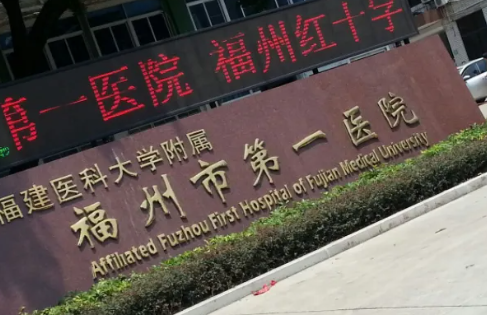 第一医院 福州红十字
福建医科大学附属
福州市第一医院
Affiliated Fuzhou First Hospital of Fujian Medical University